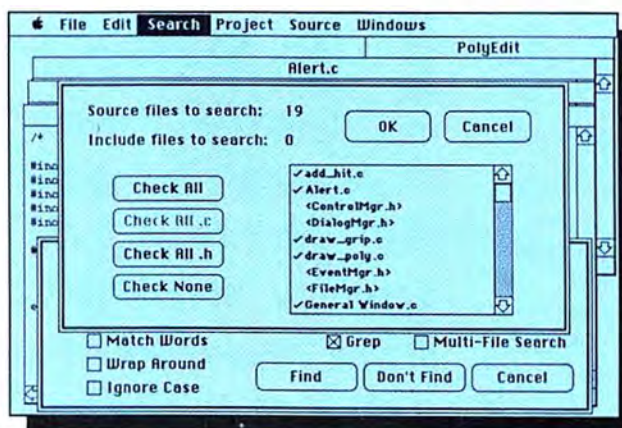 File Edit Search Project Source Windows
PolyEdit
Alert.c
Source files to search: 19
Include files to search: 0
OK
Cancel
/*
Check All
Check All .c
Check All .h
Check None
✓add_hit.c
✓Alert.c
<ControlMgr.h>
<DialogMgr.h>
✓draw_grip.c
✓draw_poly.c
<EventMgr.h>
<FileMgr.h>
✓General Window.c
Match Words
Grep
Multi-File Search
Wrap Around
Ignore Case
Find
Don't Find
Cancel